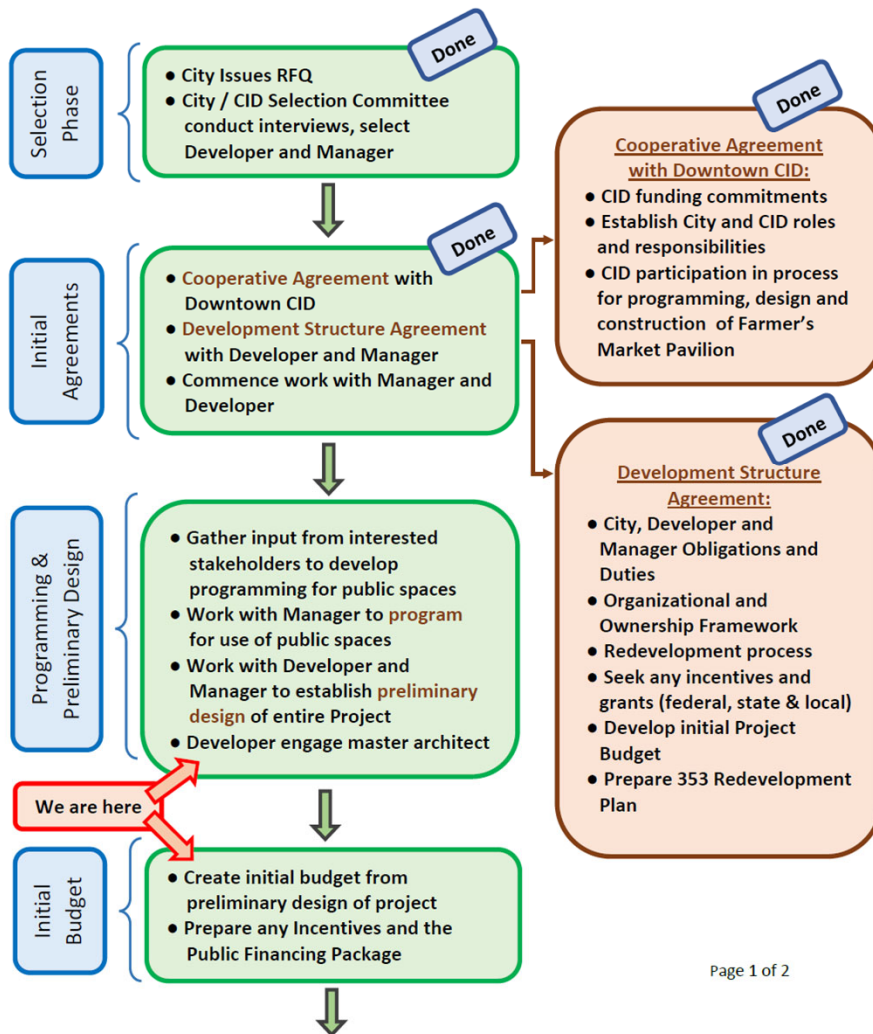 Selection
Phase
Done
● City Issues RFQ
● City / CID Selection Committee
conduct interviews, select
Developer and Manager
Initial
Agreements
Done
● Cooperative Agreement with
Downtown CID
● Development Structure Agreement
with Developer and Manager
● Commence work with Manager and
Developer
Done
Cooperative Agreement
with Downtown CID:
● CID funding commitments
● Establish City and CID roles
and responsibilities
● CID participation in process
for programming, design and
construction of Farmer's
Market Pavilion
Done
Development Structure
Agreement:
● City, Developer and
Manager Obligations and
Duties
● Organizational and
Ownership Framework
● Redevelopment process
● Seek any incentives and
grants (federal, state & local)
● Develop initial Project
Budget
● Prepare 353 Redevelopment
Plan
Programming &
Preliminary Design
● Gather input from interested
stakeholders to develop
programming for public spaces
● Work with Manager to program
for use of public spaces
● Work with Developer and
Manager to establish preliminary
design of entire Project
● Developer engage master architect
We are here
Initial
Budget
● Create initial budget from
preliminary design of project
● Prepare any Incentives and the
Public Financing Package
Page 1 of 2